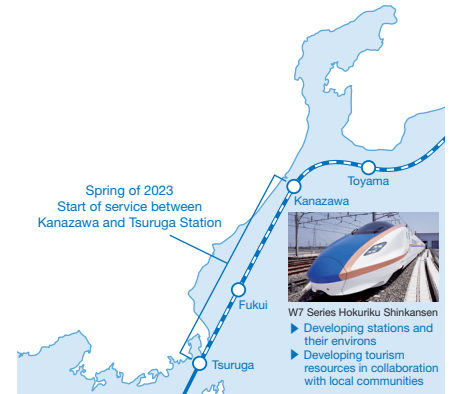 Toyama
Kanazawa
Spring of 2023
Start of service between
Kanazawa and Tsuruga Station
Fukui
Tsuruga
W7 Series Hokuriku Shinkansen
▶ Developing stations and
their environs
▶ Developing tourism
resources in collaboration
with local communities